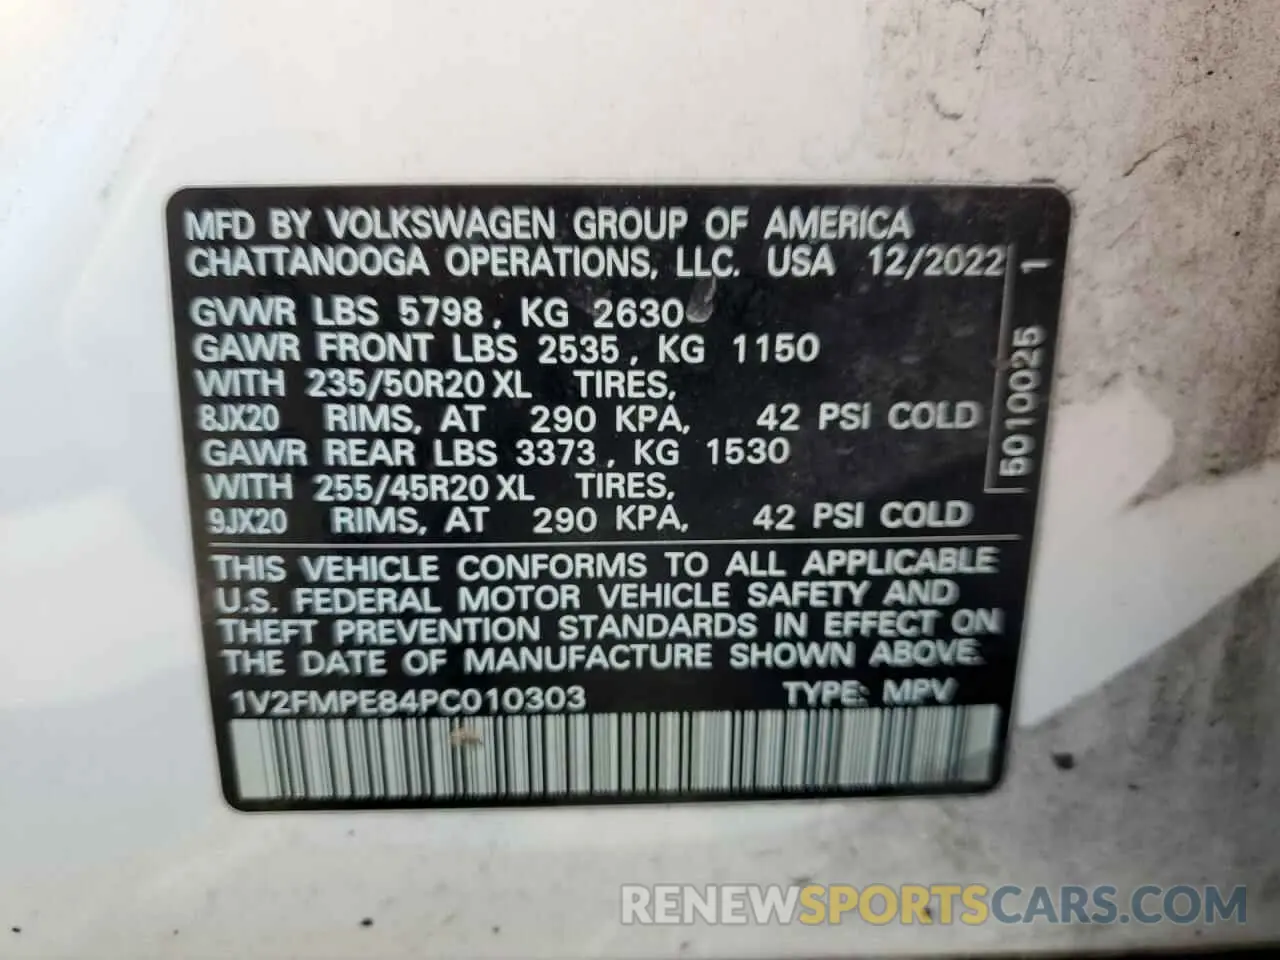 MFD BY VOLKSWAGEN GROUP OF AMERICA
CHATTANOOGA OPERATIONS, LLC. USA 12/2022
GVWR LBS 5798, KG 2630
GAWR FRONT LBS 2535, KG 1150
WITH 235/50R20 XL TIRES,
8JX20 RIMS, AT 290 KPA, 42 PSI COLD
GAWR REAR LBS 3373, KG 1530
WITH 255/45R20 XL TIRES,
9JX20 RIMS, AT 290 KPA, 42 PSI COLD
5010025 1
THIS VEHICLE CONFORMS TO ALL APPLICABLE
U.S. FEDERAL MOTOR VEHICLE SAFETY AND
THEFT PREVENTION STANDARDS IN EFFECT ON
THE DATE OF MANUFACTURE SHOWN ABOVE.
1V2FMPE84PC010303 TYPE: MPV
RENEWSPORTSCARS.COM